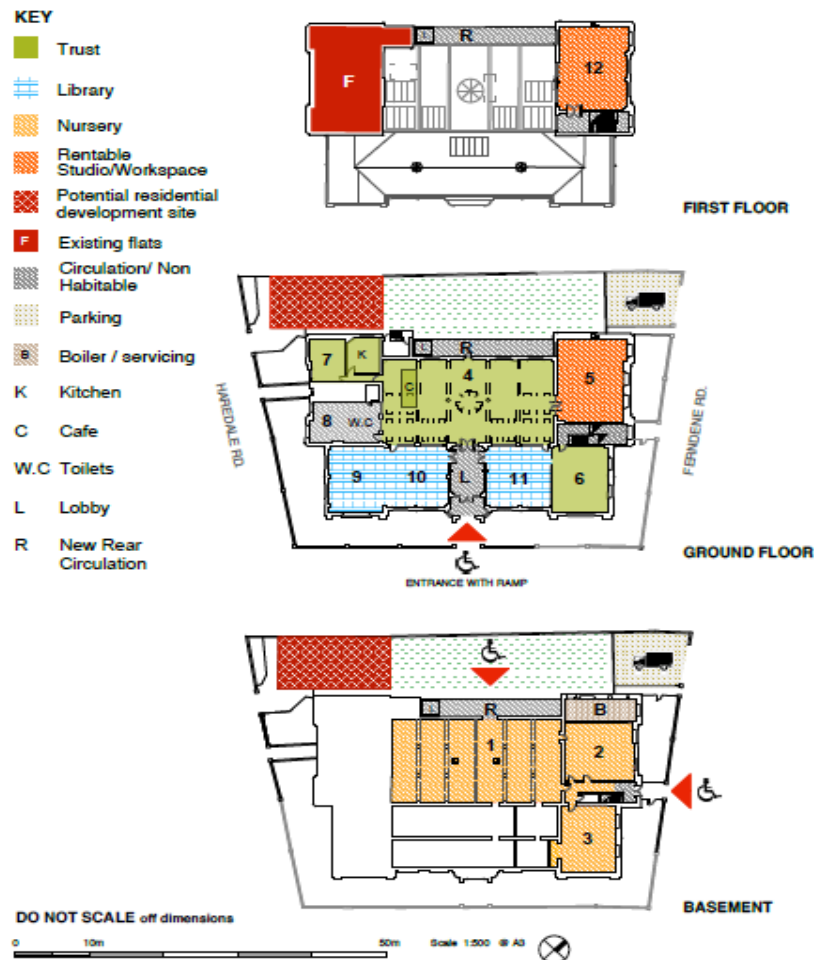 KEY
Trust
Library
Nursery
Rentable
Studio/Workspace
Potential residential
development site
F Existing flats
Circulation/ Non
Habitable
Parking
B Boiler / servicing
K Kitchen
C Cafe
W.C Toilets
L Lobby
R New Rear
Circulation
R
F
12
FIRST FLOOR
R
7
K
4
C
5
8
W.C
9
10
L
11
6
HAREDALE RD.
FERNDENE RD.
GROUND FLOOR
ENTRANCE WITH RAMP
R
B
1
2
3
BASEMENT
DO NOT SCALE off dimensions
0 10m 50m Scale 1:500 @ A3